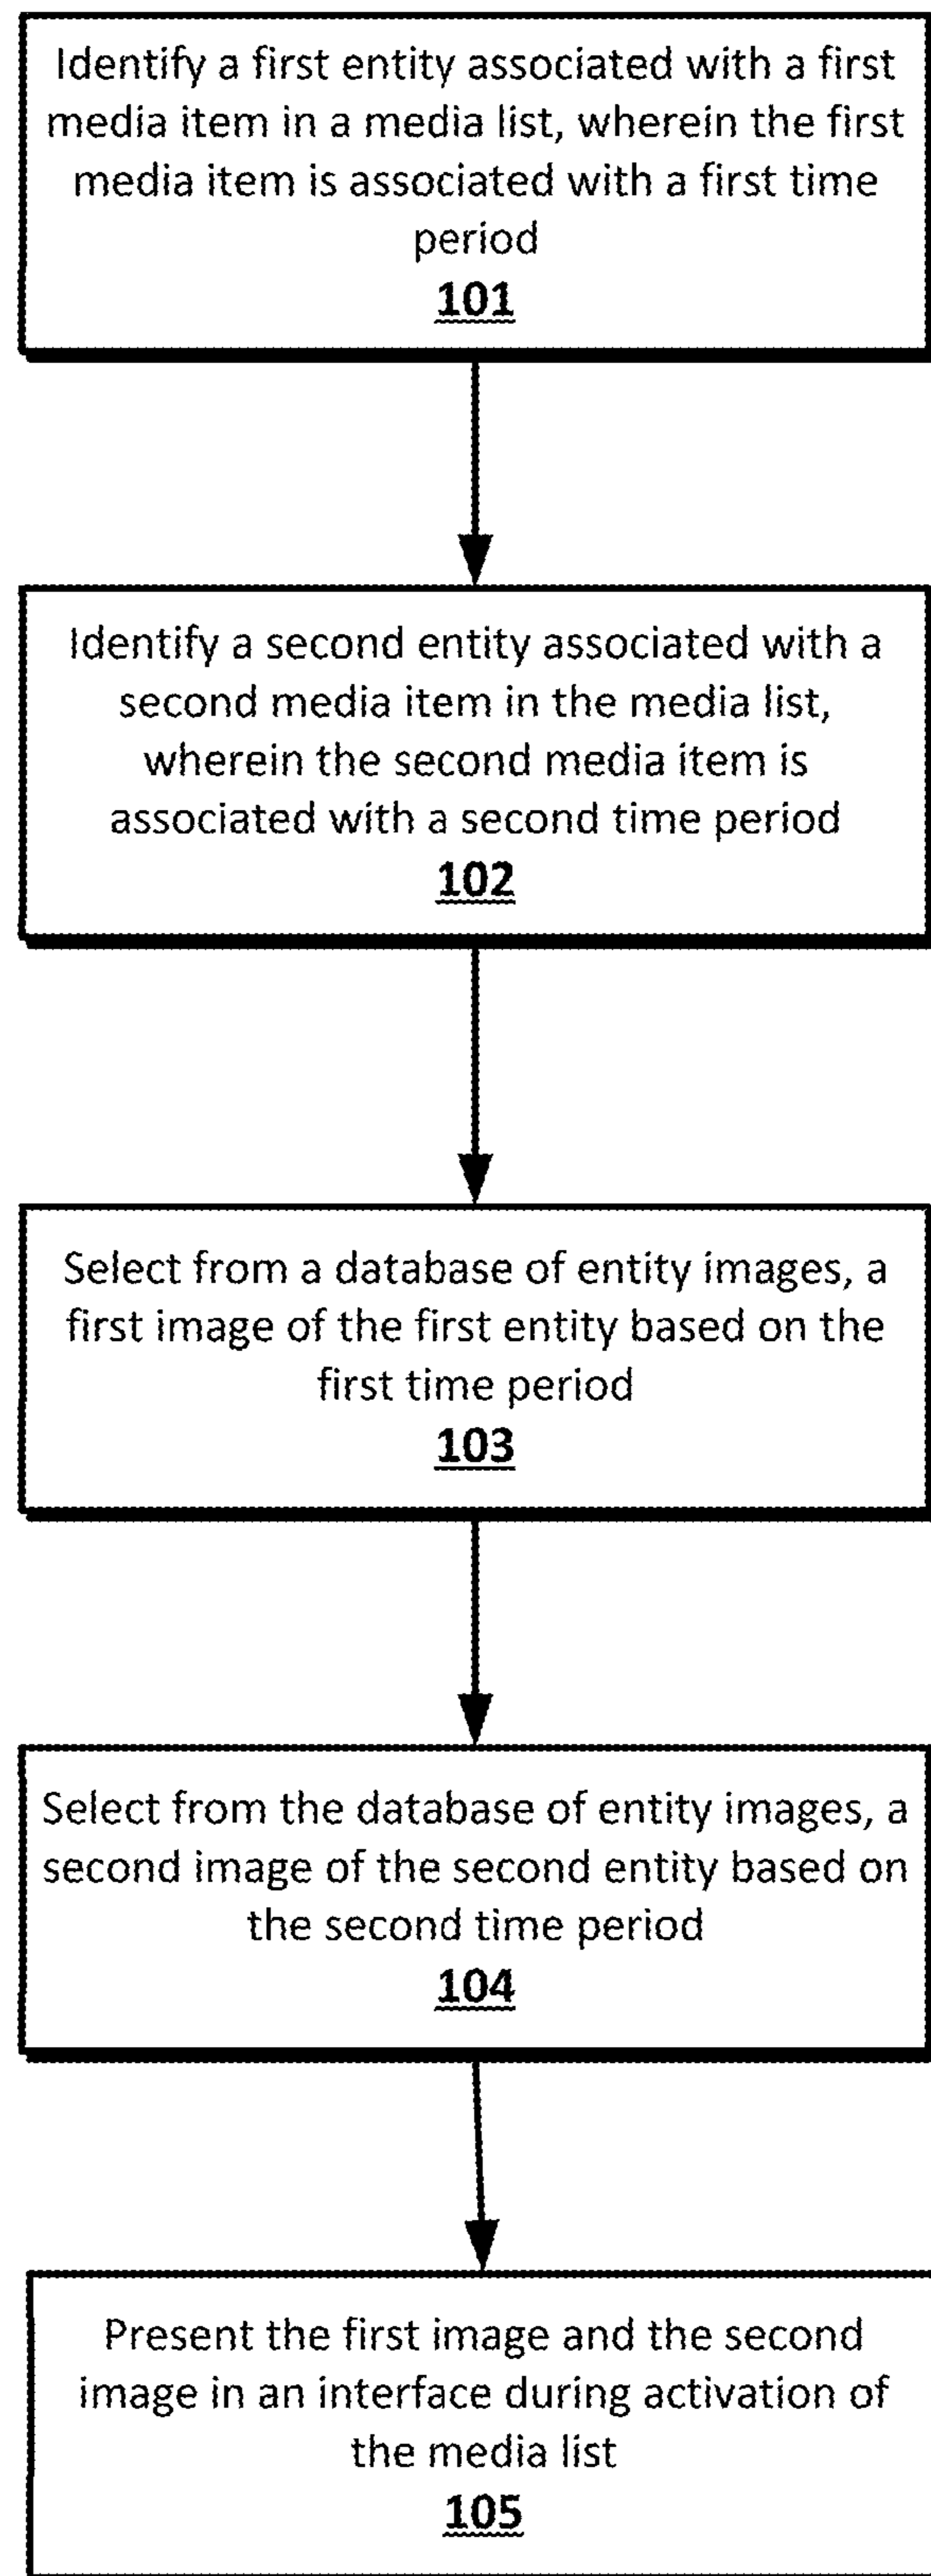 Identify a first entity associated with a first
media item in a media list, wherein the first
media item is associated with a first time
period
101
Identify a second entity associated with a
second media item in the media list,
wherein the second media item is
associated with a second time period
102
Select from a database of entity images, a
first image of the first entity based on the
first time period
103
Select from the database of entity images, a
second image of the second entity based on
the second time period
104
Present the first image and the second
image in an interface during activation of
the media list
105